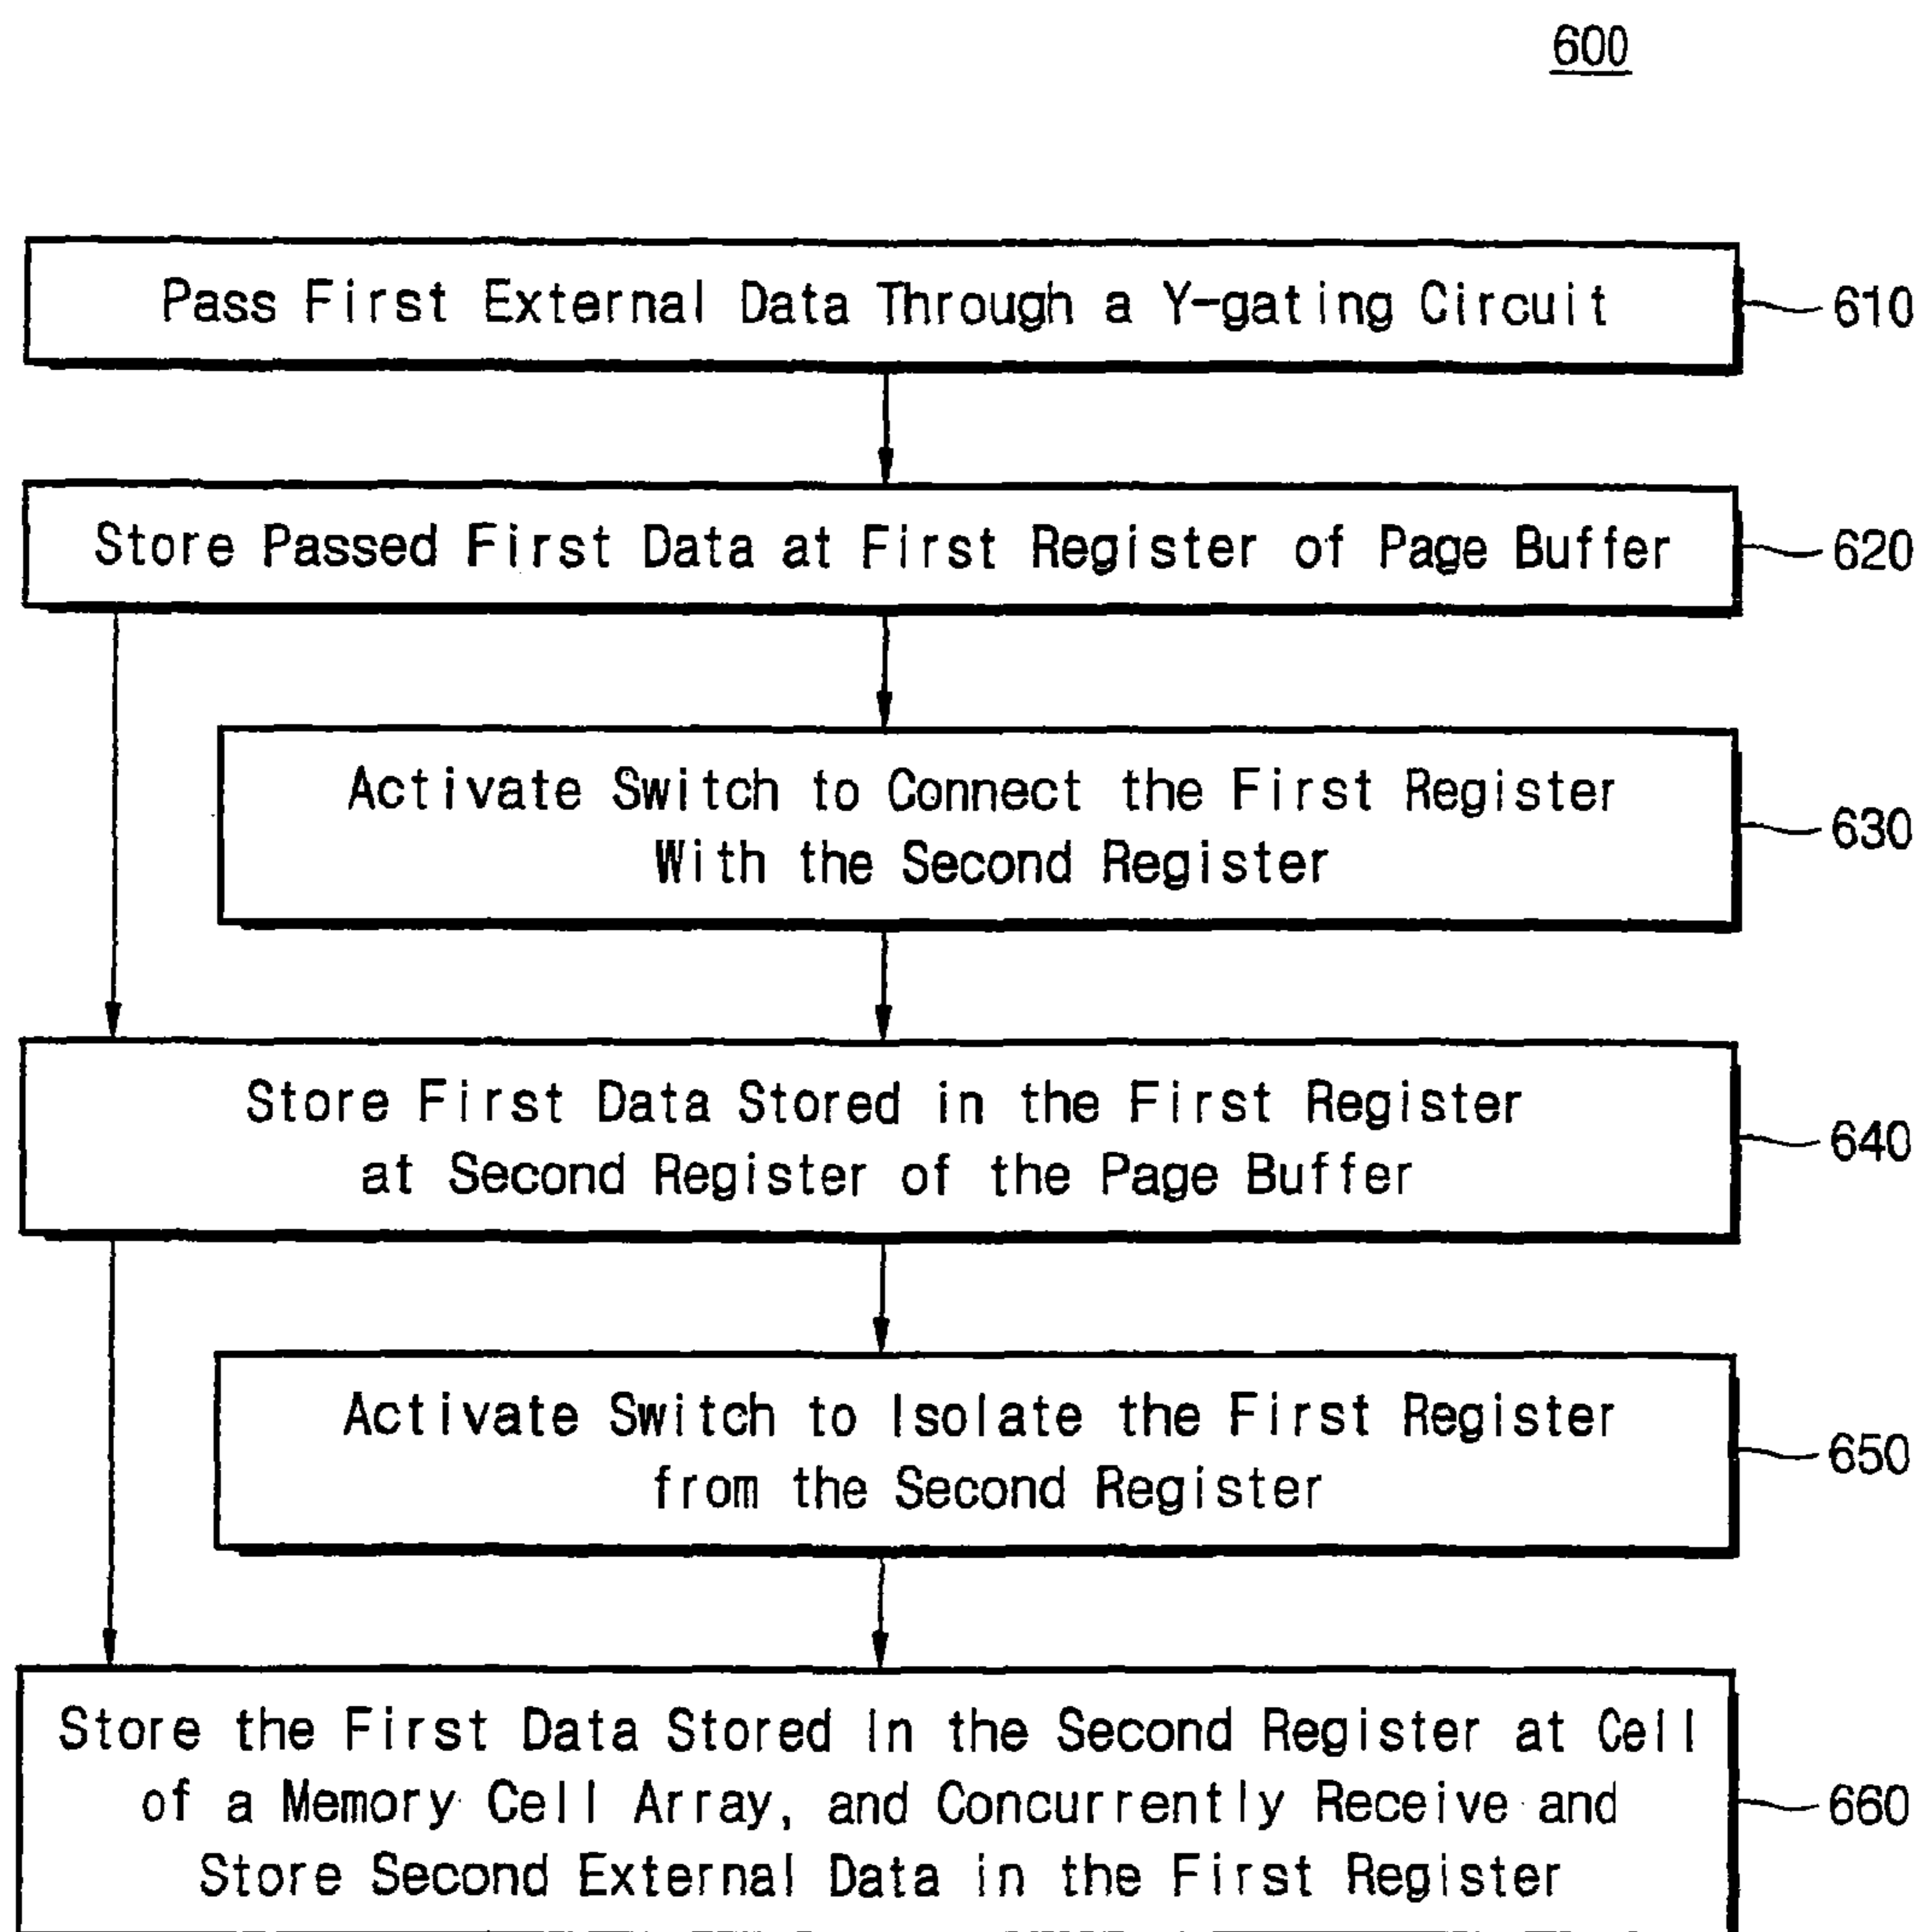 600
Pass First External Data Through a Y-gating Circuit
610
Store Passed First Data at First Register of Page Buffer
620
Activate Switch to Connect the First Register
With the Second Register
630
Store First Data Stored in the First Register
at Second Register of the Page Buffer
640
Activate Switch to Isolate the First Register
from the Second Register
650
Store the First Data Stored In the Second Register at Cell
of a Memory Cell Array, and Concurrently Receive and
Store Second External Data in the First Register
660